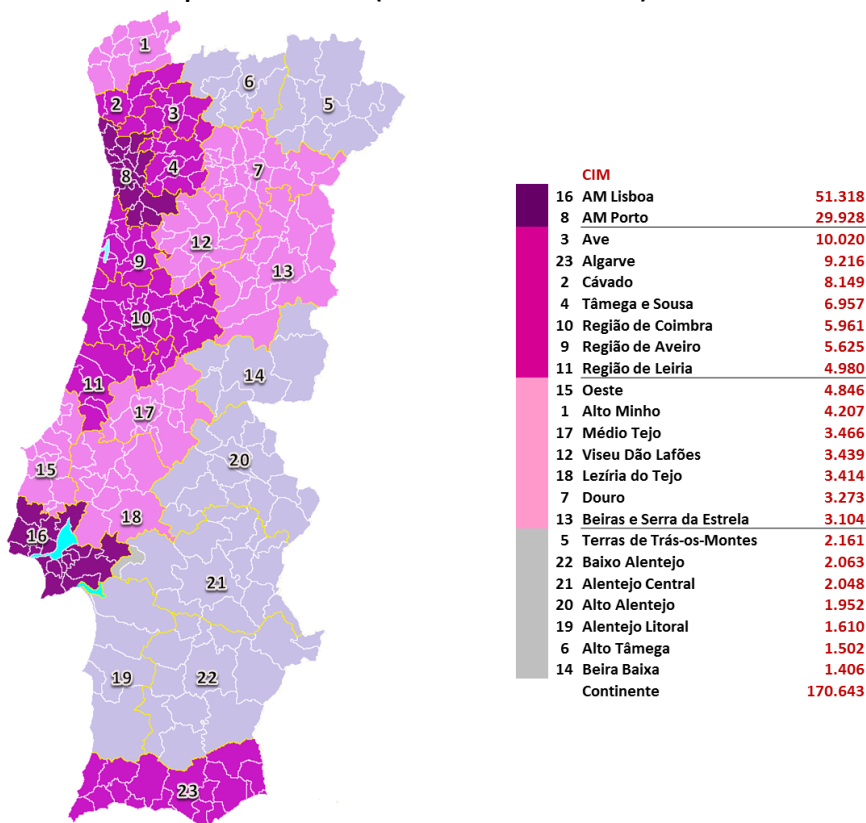 1
6
5
2
3
4
8
7
12
9
13
10
14
11
17
20
15
18
16
21
19
22
23
CIM
16 AM Lisboa 51.318
8 AM Porto 29.928
3 Ave 10.020
23 Algarve 9.216
2 Cávado 8.149
4 Tâmega e Sousa 6.957
10 Região de Coimbra 5.961
9 Região de Aveiro 5.625
11 Região de Leiria 4.980
15 Oeste 4.846
1 Alto Minho 4.207
17 Médio Tejo 3.466
12 Viseu Dão Lafões 3.439
18 Lezíria do Tejo 3.414
7 Douro 3.273
13 Beiras e Serra da Estrela 3.104
5 Terras de Trás-os-Montes 2.161
22 Baixo Alentejo 2.063
21 Alentejo Central 2.048
20 Alto Alentejo 1.952
19 Alentejo Litoral 1.610
6 Alto Tâmega 1.502
14 Beira Baixa 1.406
Continente 170.643